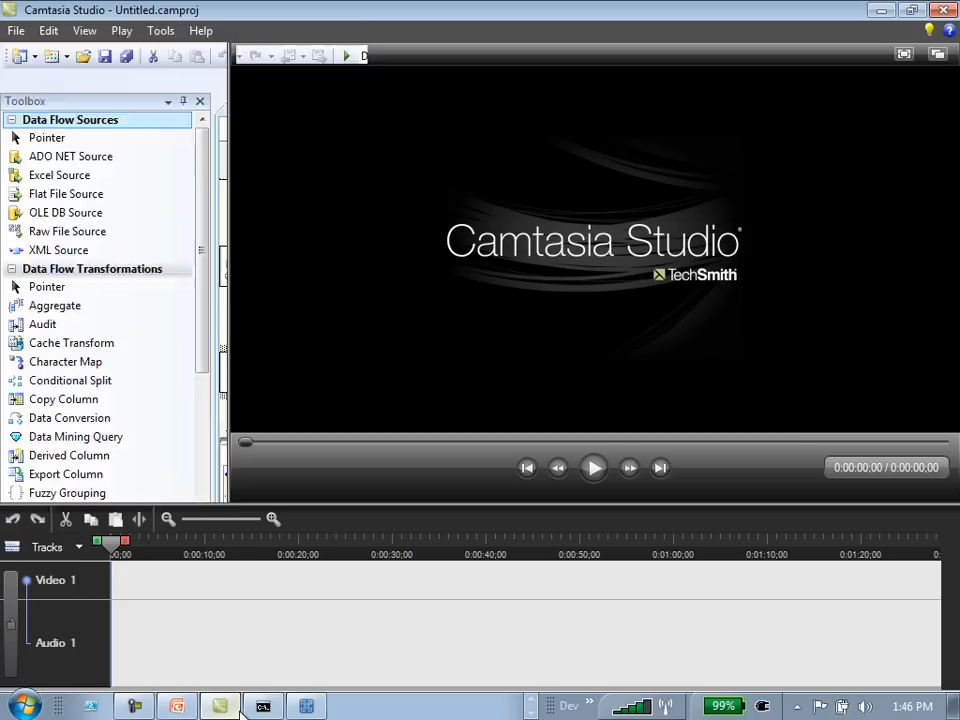 Camtasia Studio - Untitled.camproj
File Edit View Play Tools Help
D
Toolbox
Data Flow Sources
Pointer
ADO NET Source
Excel Source
Flat File Source
OLE DB Source
Raw File Source
XML Source
Data Flow Transformations
Pointer
Aggregate
Audit
Cache Transform
Character Map
Conditional Split
Copy Column
Data Conversion
Data Mining Query
Derived Column
Export Column
Fuzzy Grouping
Camtasia Studio®
TechSmith
0:00:00;00 / 0:00:00;00
Tracks
00;00 0:00:10;00 0:00:20;00 0:00:30;00 0:00:40;00 0:00:50;00 0:01:00;00 0:01:10;00 0:01:20;00 0:
Video 1
Audio 1
Dev » 99% 1:46 PM